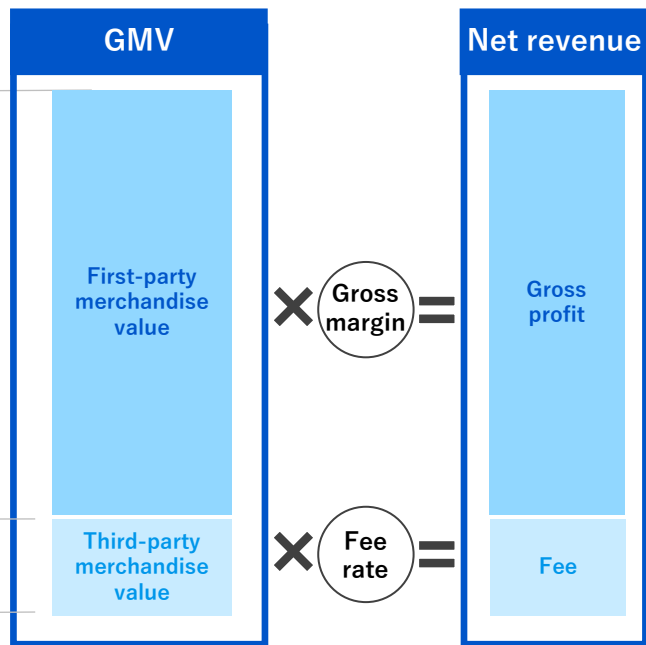 GMV
Net revenue
First-party
merchandise
value
×
Gross
margin
=
Gross
profit
Third-party
merchandise
value
×
Fee
rate
=
Fee